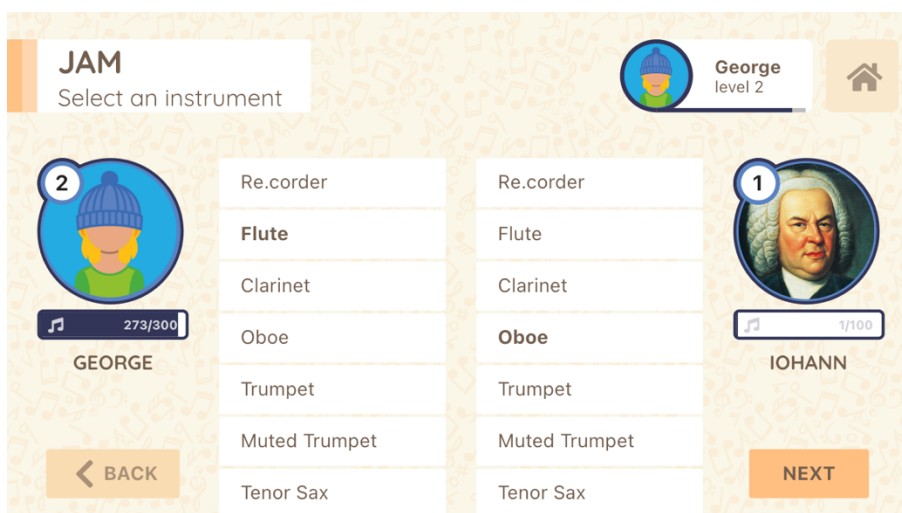 JAM
Select an instrument
George
level 2
2
273/300
GEORGE
Re.corder
Flute
Clarinet
Oboe
Trumpet
Muted Trumpet
Tenor Sax
Re.corder
Flute
Clarinet
Oboe
Trumpet
Muted Trumpet
Tenor Sax
1
1/100
IOHANN
BACK
NEXT